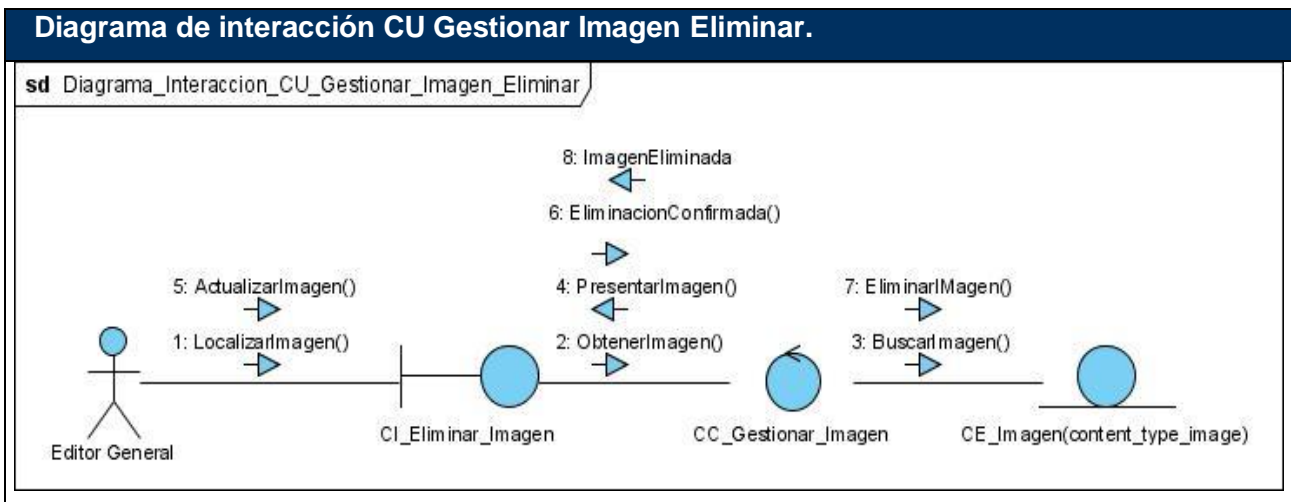 Diagrama de interacción CU Gestionar Imagen Eliminar.
sd Diagrama_Interaccion_CU_Gestionar_Imagen_Eliminar
8: ImagenEliminada
6: EliminacionConfirmada()
5: ActualizarImagen()
4: PresentarImagen()
7: EliminarIMagen()
1: LocalizarImagen()
2: ObtenerImagen()
3: BuscarImagen()
CI_Eliminar_Imagen
CC_Gestionar_Imagen
CE_Imagen(content_type_image)
Editor General